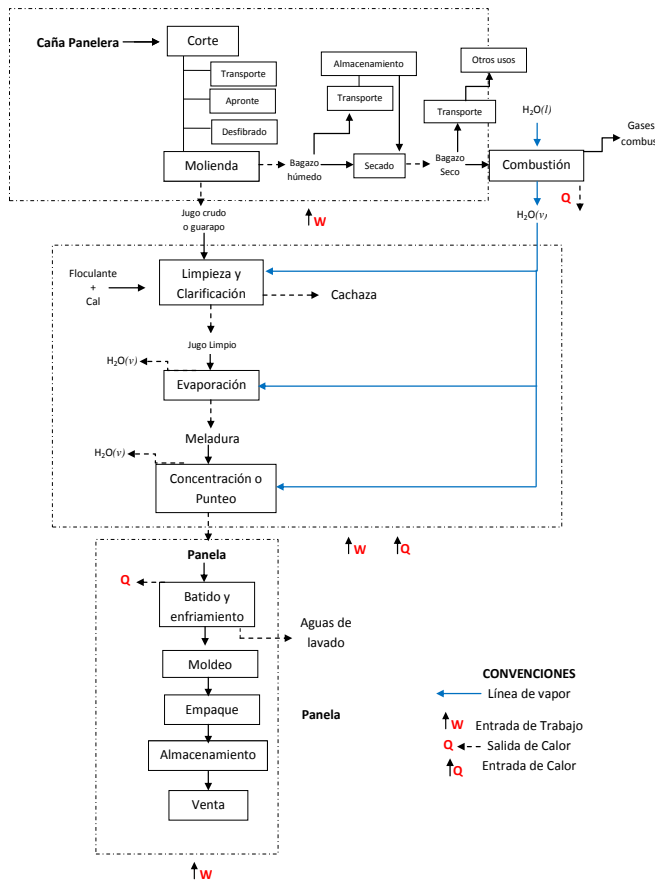 Caña Panelera
Corte
Transporte
Apronte
Desfibrado
Molienda
Bagazo
húmedo
Transporte
Almacenamiento
Secado
Bagazo
Seco
Transporte
Otros usos
H₂O(l)
Combustión
Gases
combus
Q
H₂O(v)
Jugo crudo
o guarapo
W
Floculante
+
Cal
Limpieza y
Clarificación
Cachaza
Jugo Limpio
H₂O(v)
Evaporación
Meladura
H₂O(v)
Concentración o
Punteo
W
Q
Panela
Q
Batido y
enfriamiento
Aguas de
lavado
Moldeo
Empaque
Panela
Almacenamiento
Venta
W
CONVENCIONES
Línea de vapor
W Entrada de Trabajo
Q Salida de Calor
Q Entrada de Calor